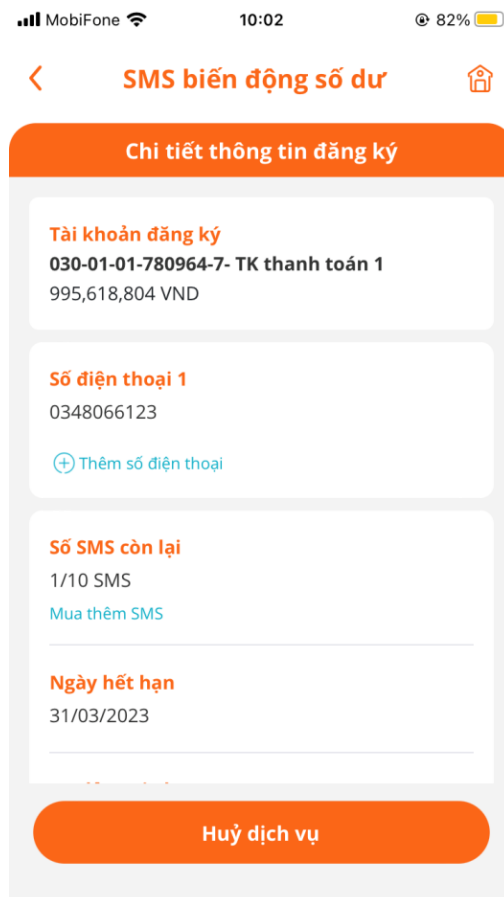 MobiFone 10:02 82%
SMS biến động số dư
Chi tiết thông tin đăng ký
Tài khoản đăng ký
030-01-01-780964-7- TK thanh toán 1
995,618,804 VND
Số điện thoại 1
0348066123
Thêm số điện thoại
Số SMS còn lại
1/10 SMS
Mua thêm SMS
Ngày hết hạn
31/03/2023
Huỷ dịch vụ